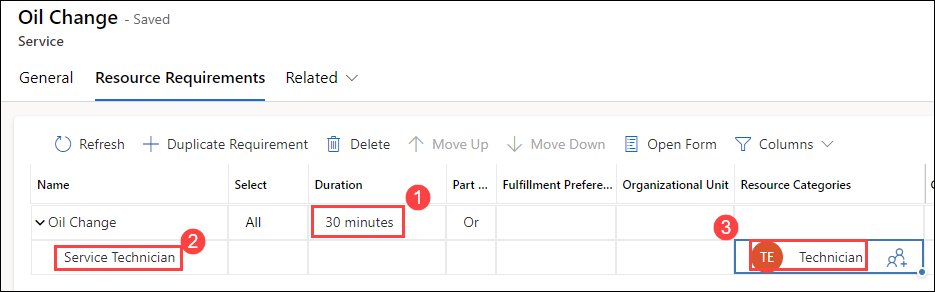 Oil Change - Saved
Service
General Resource Requirements Related
Refresh Duplicate Requirement Delete Move Up Move Down Open Form Columns
Name Select Duration Part ... Fulfillment Prefere... Organizational Unit Resource Categories
1
Oil Change All 30 minutes Or
2 3
Service Technician TE Technician